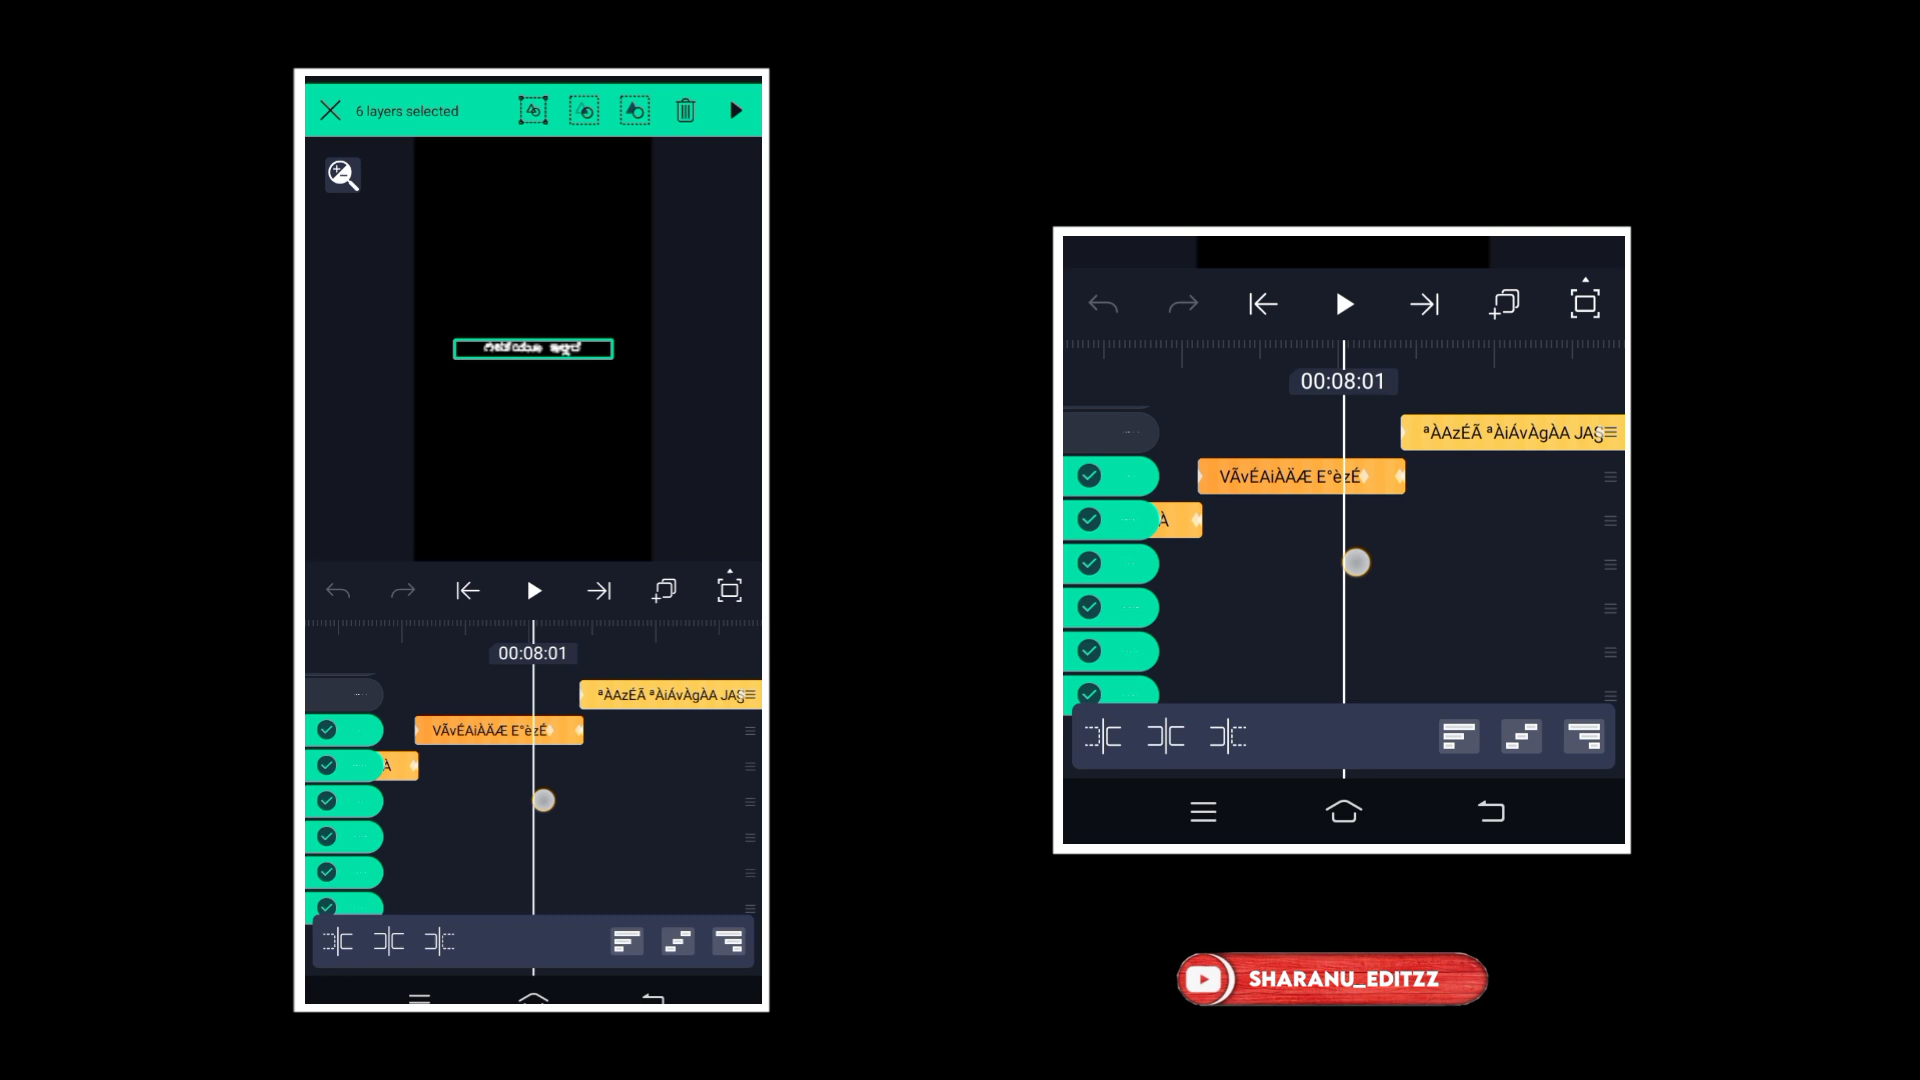 6 layers selected
00:08:01
ªÀAzÉÃ ªÀiÁvÀgÀA JA
VÃvÉAiÀÄÆ E°èzÉ
À
00:08:01
ªÀAzÉÃ ªÀiÁvÀgÀA JA
VÃvÉAiÀÄÆ E°èzÉ
À
SHARANU_EDITZZ